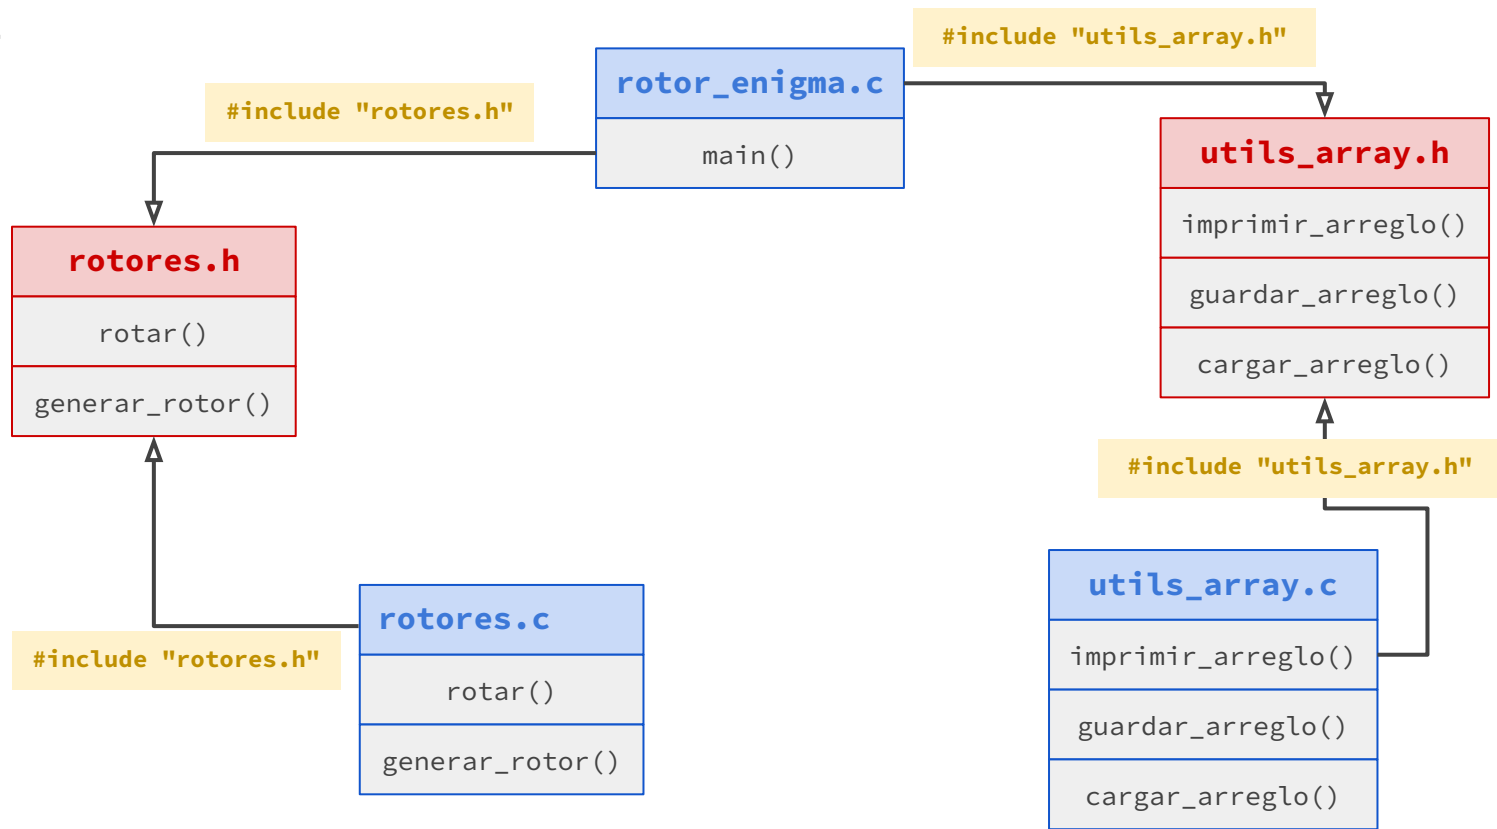 #include "utils_array.h"
rotor_enigma.c
main()
#include "rotores.h"
utils_array.h
imprimir_arreglo()
guardar_arreglo()
cargar_arreglo()
rotores.h
rotar()
generar_rotor()
#include "utils_array.h"
rotores.c
rotar()
generar_rotor()
#include "rotores.h"
utils_array.c
imprimir_arreglo()
guardar_arreglo()
cargar_arreglo()